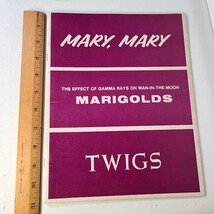 MARY, MARY
THE EFFECT OF GAMMA RAYS ON MAN-IN-THE-MOON
MARIGOLDS
TWIGS